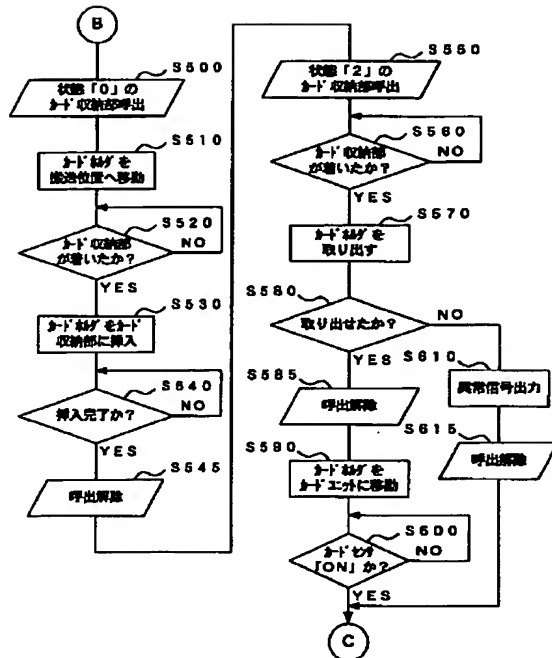 B
S500
状態「0」の
カード収納部呼出
S510
カードホルダを
搬送位置へ移動
S520
カード収納部
が着いたか?
NO
YES
S530
カードホルダをカード
収納部に挿入
S540
挿入完了か?
NO
YES
S545
呼出解除
S550
状態「2」の
カード収納部呼出
S560
カード収納部
が着いたか?
NO
YES
S570
カードホルダを
取り出す
S580
取り出せたか?
NO
YES
S585
呼出解除
S590
カードホルダを
カードユニットに移動
S600
カードセンサ
「ON」か?
NO
YES
S610
異常信号出力
S615
呼出解除
C